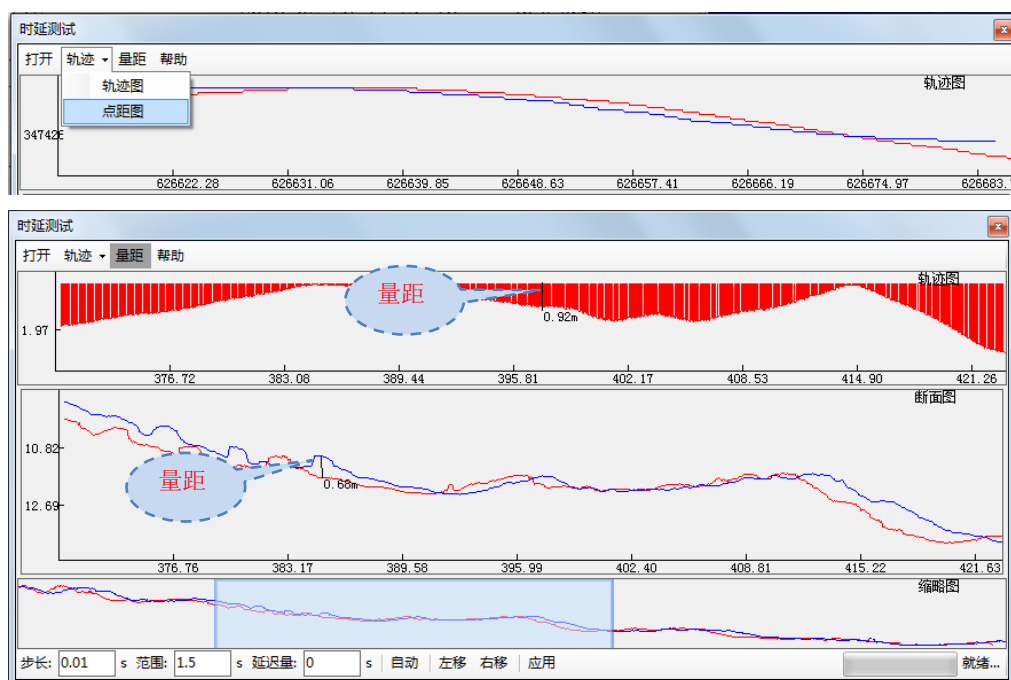 时延测试
打开 轨迹 量距 帮助
轨迹图
轨迹图
点距图
34742
626622.28 626631.06 626639.85 626648.63 626657.41 626666.19 626674.97 626683.
时延测试
打开 轨迹 量距 帮助
轨迹图
量距
0.92m
1.97
376.72 383.08 389.44 395.81 402.17 408.53 414.90 421.26
断面图
10.82
量距
0.68m
12.69
376.76 383.17 389.58 395.99 402.40 408.81 415.22 421.63
缩略图
步长: 0.01 s 范围: 1.5 s 延迟量: 0 s 自动 左移 右移 应用 就绪...